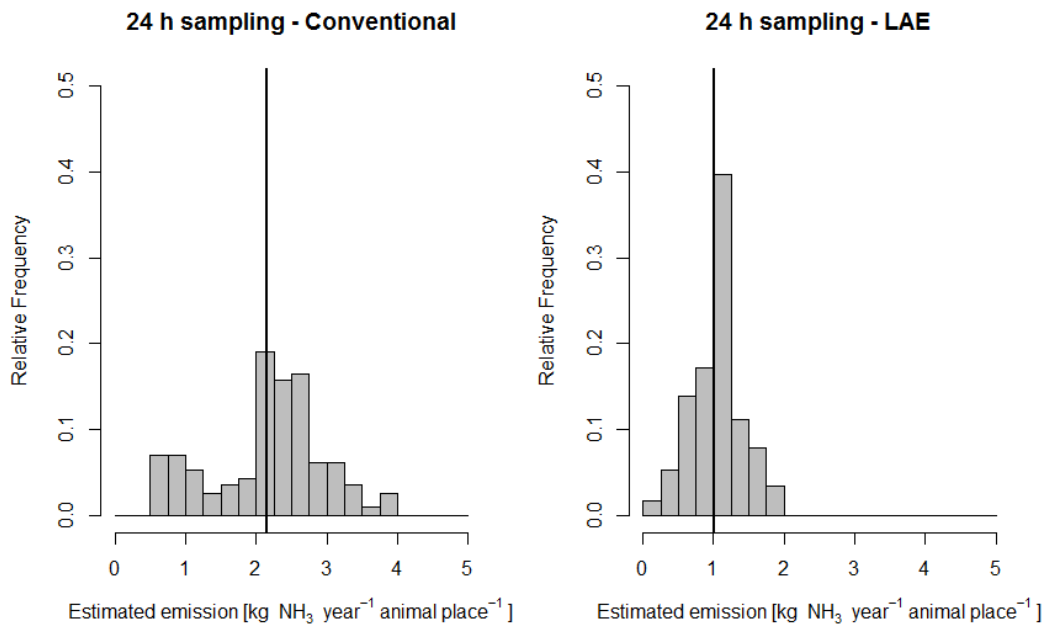 24 h sampling - Conventional
Relative Frequency
0.5
0.4
0.3
0.2
0.1
0.0
0 1 2 3 4 5
Estimated emission [kg NH₃ year⁻¹ animal place⁻¹ ]
24 h sampling - LAE
Relative Frequency
0.5
0.4
0.3
0.2
0.1
0.0
0 1 2 3 4 5
Estimated emission [kg NH₃ year⁻¹ animal place⁻¹ ]